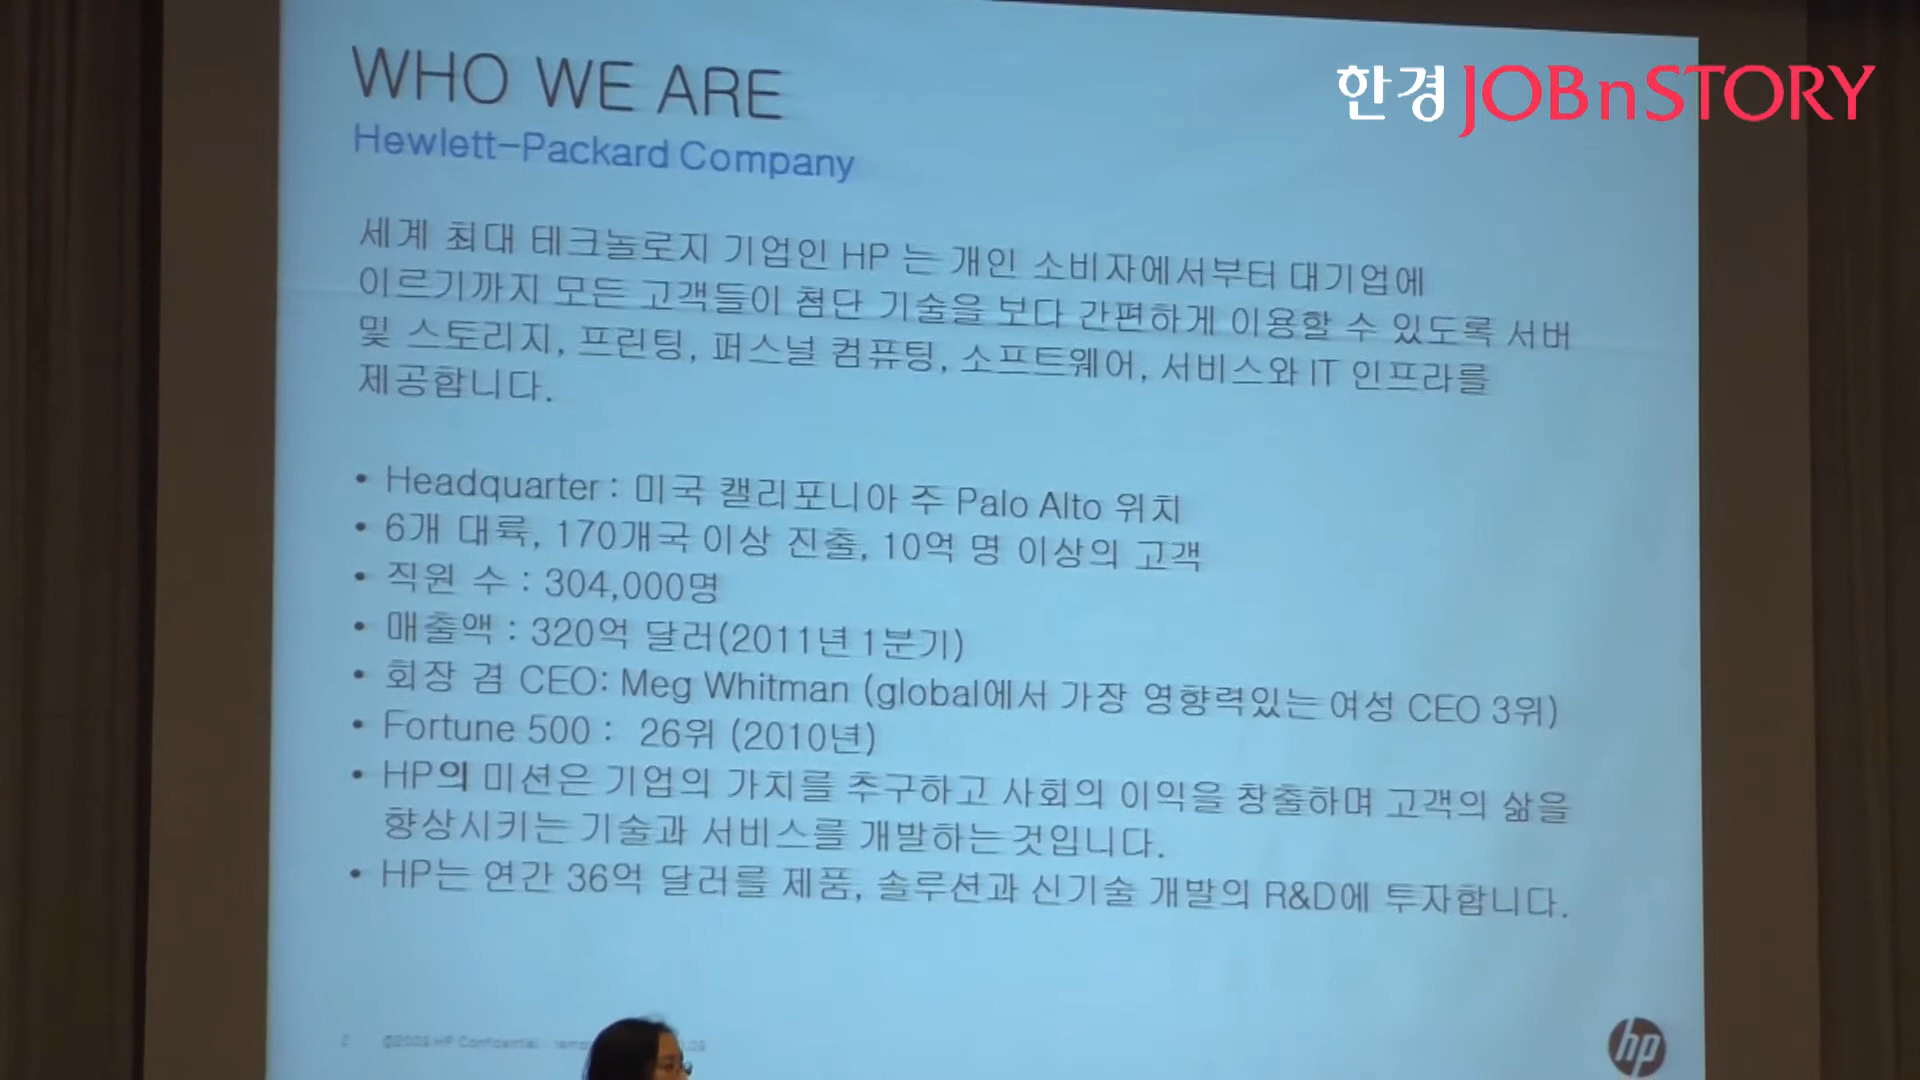 WHO WE ARE
한경 JOBnSTORY
Hewlett-Packard Company
세계 최대 테크놀로지 기업인 HP 는 개인 소비자에서부터 대기업에
이르기까지 모든 고객들이 첨단 기술을 보다 간편하게 이용할 수 있도록 서버
및 스토리지, 프린팅, 퍼스널 컴퓨팅, 소프트웨어, 서비스와 IT 인프라를
제공합니다.
• Headquarter : 미국 캘리포니아 주 Palo Alto 위치
• 6개 대륙, 170개국 이상 진출, 10억 명 이상의 고객
• 직원 수 : 304,000명
• 매출액 : 320억 달러(2011년 1분기)
• 회장 겸 CEO: Meg Whitman (global에서 가장 영향력있는 여성 CEO 3위)
• Fortune 500 : 26위 (2010년)
• HP의 미션은 기업의 가치를 추구하고 사회의 이익을 창출하며 고객의 삶을
향상시키는 기술과 서비스를 개발하는 것입니다.
• HP는 연간 36억 달러를 제품, 솔루션과 신기술 개발의 R&D에 투자합니다.
2 ©2009 HP Confidential
hp